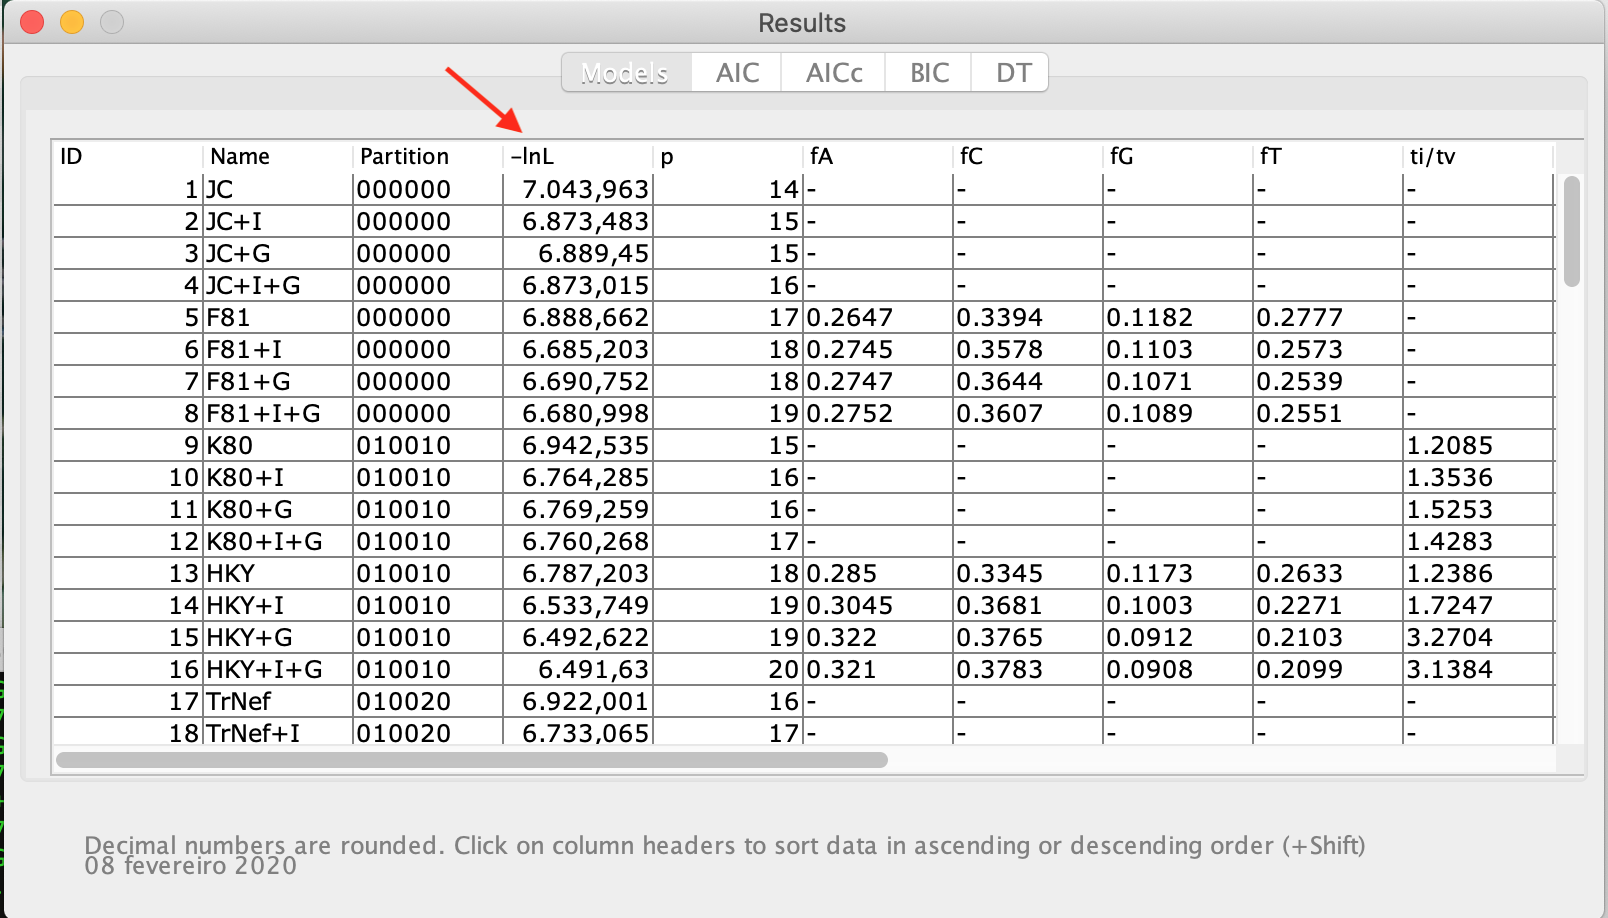 Results
Models AIC AICc BIC DT
ID Name Partition -lnL p fA fC fG fT ti/tv
1 JC 000000 7.043,963 14 - - - - -
2 JC+I 000000 6.873,483 15 - - - - -
3 JC+G 000000 6.889,45 15 - - - - -
4 JC+I+G 000000 6.873,015 16 - - - - -
5 F81 000000 6.888,662 17 0.2647 0.3394 0.1182 0.2777 -
6 F81+I 000000 6.685,203 18 0.2745 0.3578 0.1103 0.2573 -
7 F81+G 000000 6.690,752 18 0.2747 0.3644 0.1071 0.2539 -
8 F81+I+G 000000 6.680,998 19 0.2752 0.3607 0.1089 0.2551 -
9 K80 010010 6.942,535 15 - - - - 1.2085
10 K80+I 010010 6.764,285 16 - - - - 1.3536
11 K80+G 010010 6.769,259 16 - - - - 1.5253
12 K80+I+G 010010 6.760,268 17 - - - - 1.4283
13 HKY 010010 6.787,203 18 0.285 0.3345 0.1173 0.2633 1.2386
14 HKY+I 010010 6.533,749 19 0.3045 0.3681 0.1003 0.2271 1.7247
15 HKY+G 010010 6.492,622 19 0.322 0.3765 0.0912 0.2103 3.2704
16 HKY+I+G 010010 6.491,63 20 0.321 0.3783 0.0908 0.2099 3.1384
17 TrNef 010020 6.922,001 16 - - - - -
18 TrNef+I 010020 6.733,065 17 - - - - -
Decimal numbers are rounded. Click on column headers to sort data in ascending or descending order (+Shift)
08 fevereiro 2020